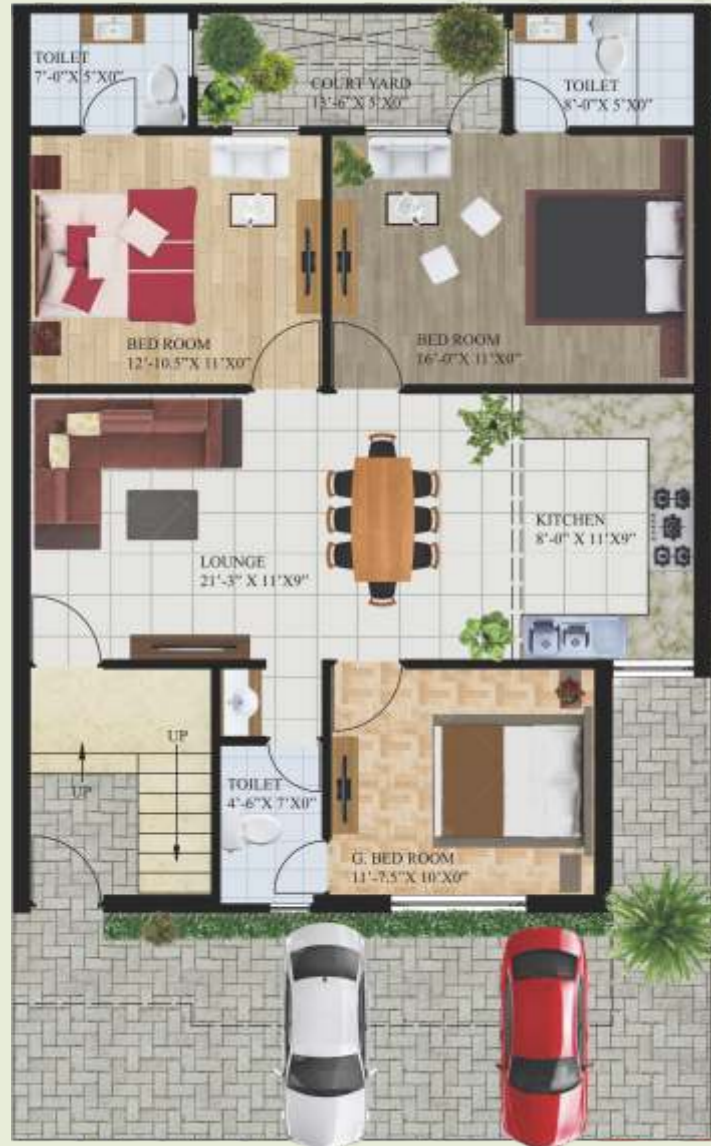 TOILET
7'-0"X 5'X0"
COURT YARD
13'-6"X 5'X0"
TOILET
8'-0"X 5'X0"
BED ROOM
12'-10.5"X 11'X0"
BED ROOM
16'-0"X 11'X0"
LOUNGE
21'-3" X 11'X9"
KITCHEN
8'-0" X 11'X9"
UP
UP
TOILET
4'-6"X 7'X0"
G. BED ROOM
11'-7.5"X 10'X0"